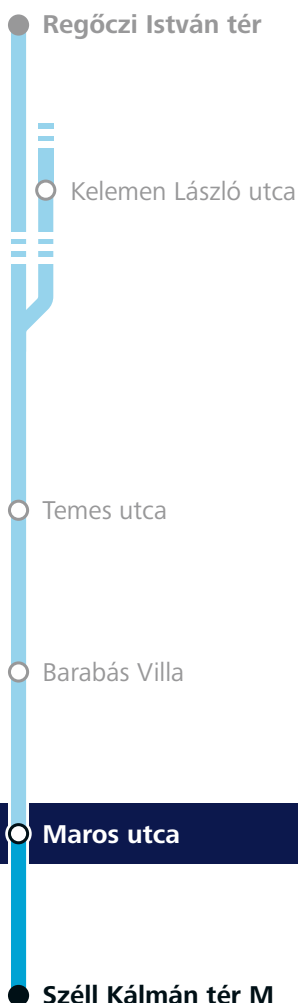 Regőczi István tér
Kelemen László utca
Temes utca
Barabás Villa
Maros utca
Széll Kálmán tér M